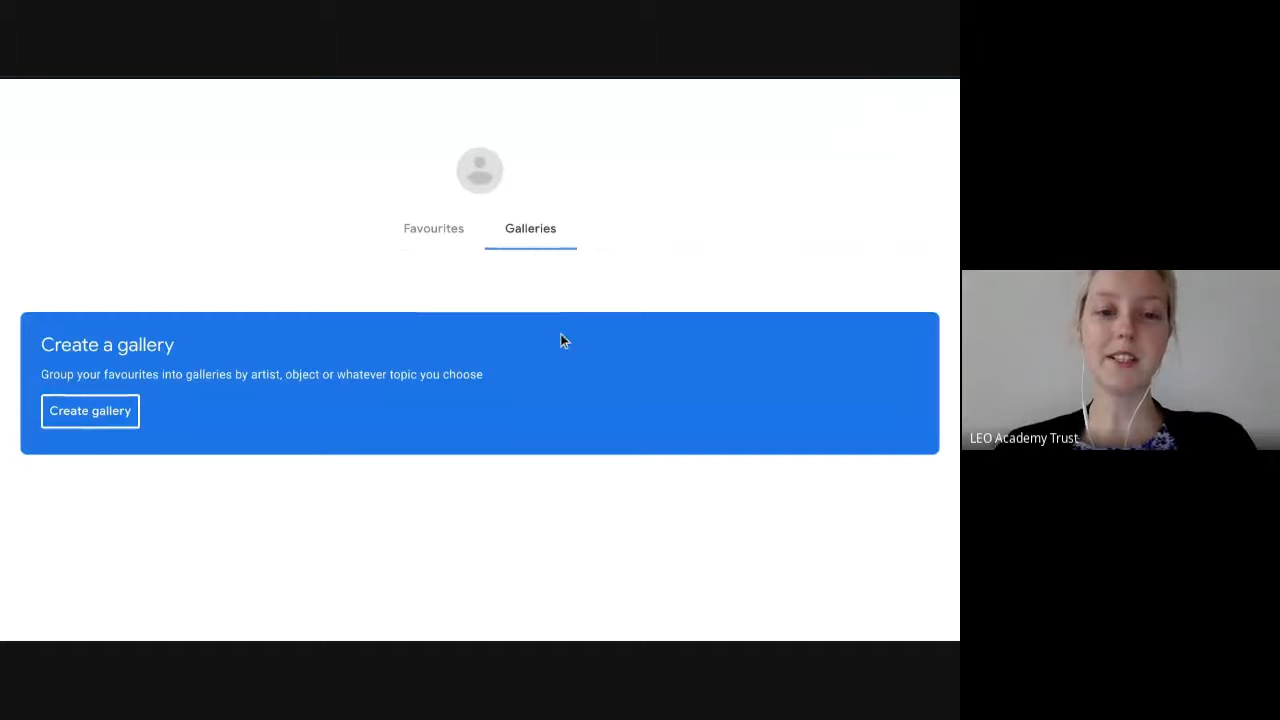 Favourites Galleries
Create a gallery
Group your favourites into galleries by artist, object or whatever topic you choose
Create gallery
LEO Academy Trust